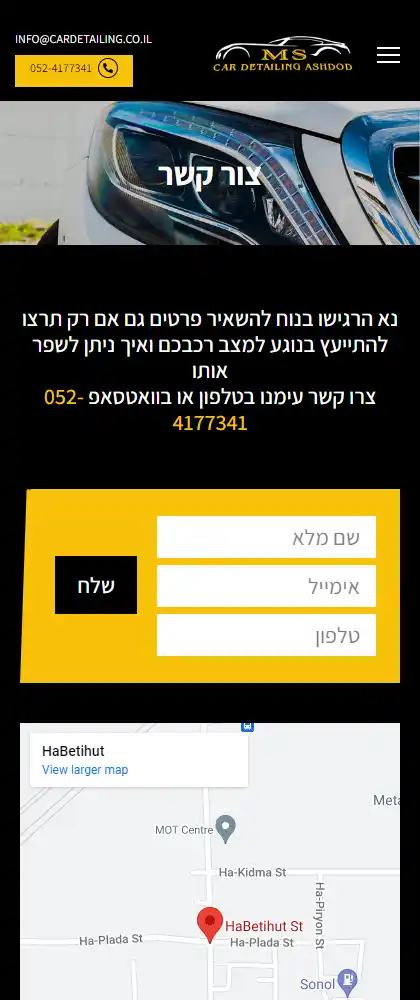 INFO@CARDETAILING.CO.IL
052-4177341
MS
CAR DETAILING ASHDOD
צור קשר
נא הרגישו בנוח להשאיר פרטים גם אם רק תרצו
להתייעץ בנוגע למצב רכבכם ואיך ניתן לשפר
אותו
צרו קשר עימנו בטלפון או בוואטסאפ 052-
4177341
שם מלא
אימייל
טלפון
שלח
HaBetihut
View larger map
Meta
MOT Centre
Ha-Kidma St
Ha-Piryon St
HaBetihut St
Ha-Plada St
Ha-Plada St
Sonol